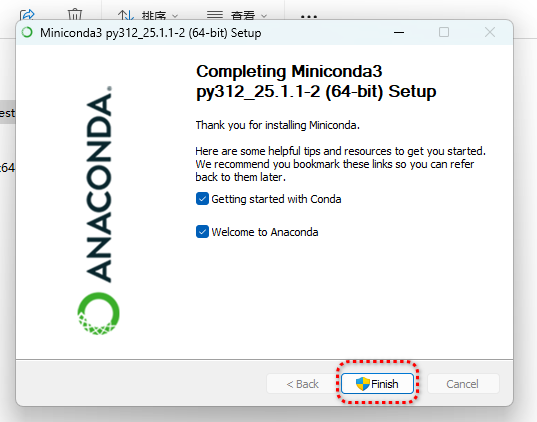 排序
查看
Miniconda3 py312_25.1.1-2 (64-bit) Setup
est
64
ANACONDA.
Completing Miniconda3
py312_25.1.1-2 (64-bit) Setup
Thank you for installing Miniconda.
Here are some helpful tips and resources to get you started.
We recommend you bookmark these links so you can refer
back to them later.
Getting started with Conda
Welcome to Anaconda
< Back
Finish
Cancel